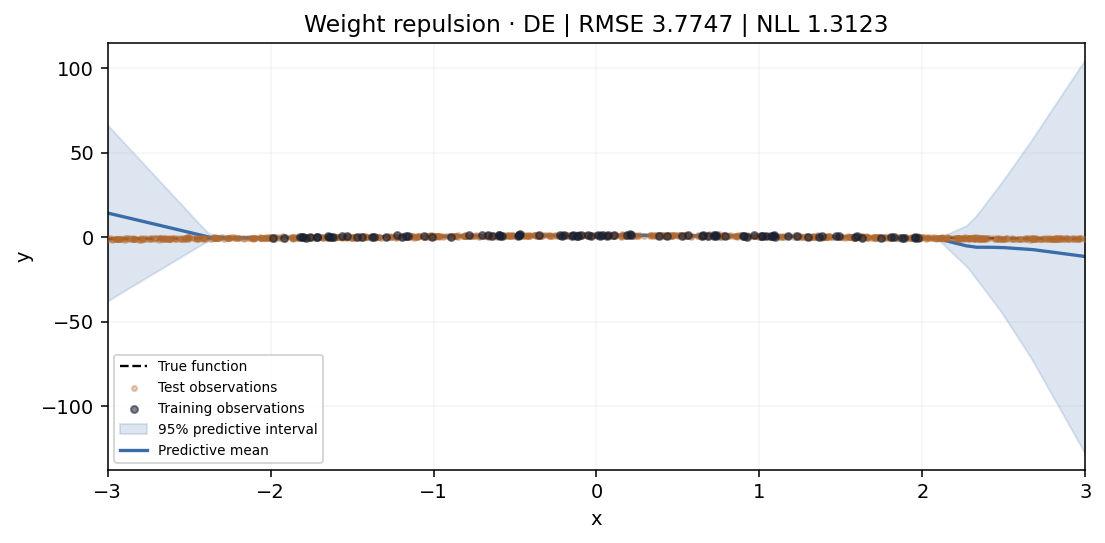 Weight repulsion · DE | RMSE 3.7747 | NLL 1.3123
100
50
0
−50
−100
y
True function
Test observations
Training observations
95% predictive interval
Predictive mean
−3
−2
−1
0
1
2
3
x